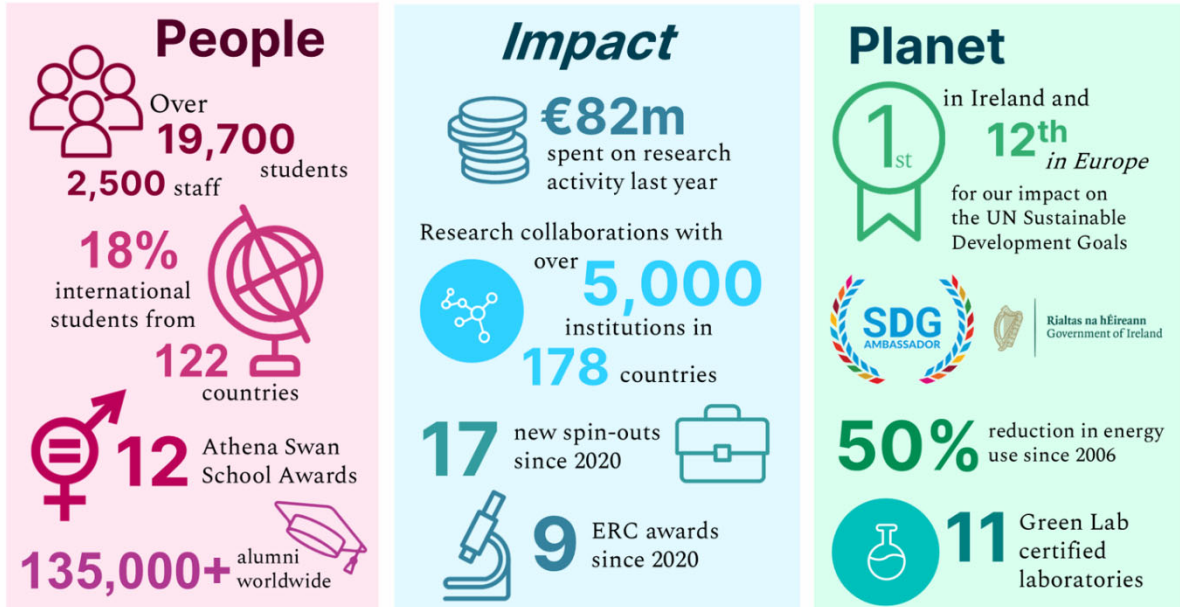 People
Over
19,700
students
2,500 staff
18%
international
students from
122
countries
12
Athena Swan
School Awards
135,000+
alumni
worldwide
Impact
€82m
spent on research
activity last year
Research collaborations with
over
5,000
institutions in
178 countries
17
new spin-outs
since 2020
9
ERC awards
since 2020
Planet
1st
in Ireland and
12th
in Europe
for our impact on
the UN Sustainable
Development Goals
SDG
AMBASSADOR
Rialtas na hÉireann
Government of Ireland
50%
reduction in energy
use since 2006
11
Green Lab
certified
laboratories